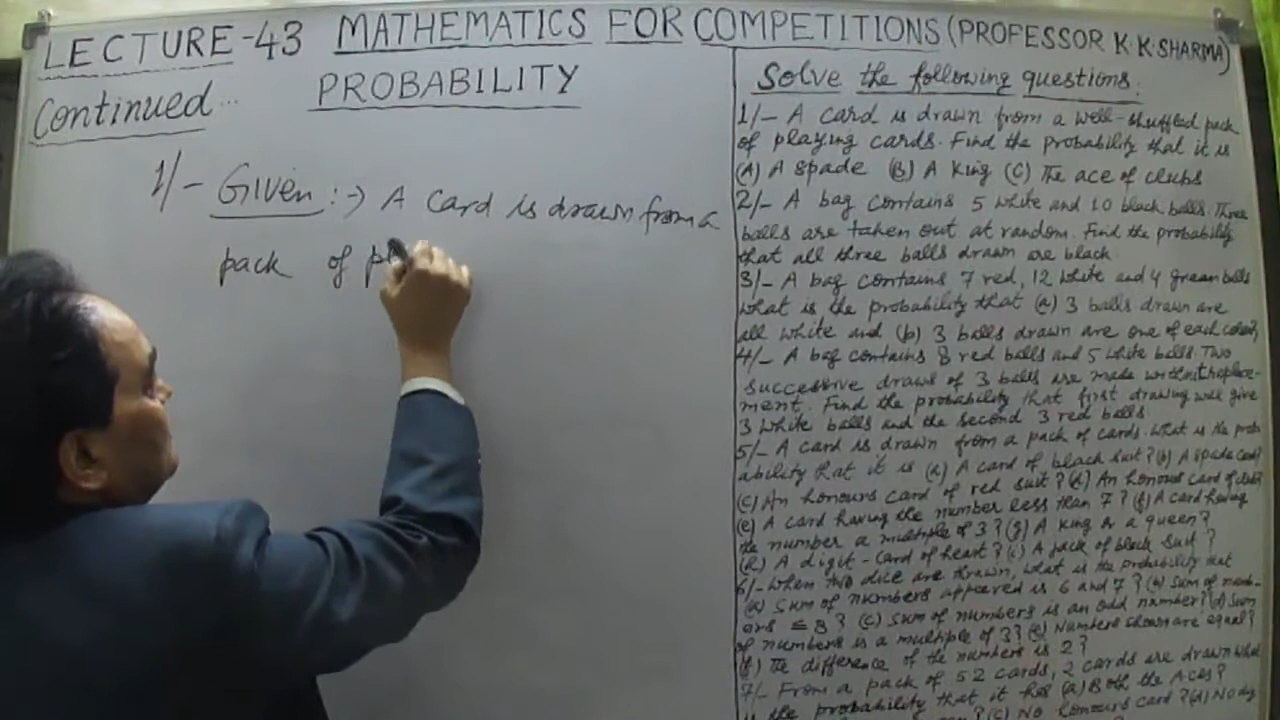 LECTURE-43 MATHEMATICS FOR COMPETITIONS (PROFESSOR K.K.SHARMA)
Continued... PROBABILITY
1/- Given :-) A Card is drawn from a
pack of pl
Solve the following questions:
1/- A card is drawn from a well-shuffled pack
of playing cards. Find the probability that it is
(A) A spade (B) A King (C) The ace of clubs
2/- A bag contains 5 white and 10 black balls. Three
balls are taken out at random. Find the probability
that all three balls drawn are black.
3/- A bag contains 7 red, 12 white and 4 green balls
What is the probability that (a) 3 balls drawn are
all white and (b) 3 balls drawn are one of each colour?
4/- A bag contains 8 red balls and 5 white balls. Two
successive draws of 3 balls are made without replace-
ment. Find the probability that first drawing will give
3 white balls and the second 3 red balls
5/- A card is drawn from a pack of cards. What is the prob
ability that it is (a) A card of black suit? (b) A spade card?
(c) An honours card of red suit? (d) An honours card of club?
(e) A card having the number less than 7? (f) A card having
the number a multiple of 3? (g) A king or a queen?
(h) A digit-card of heart? (i) A jack of black suit?
6/- When two dice are thrown, what is the probability that
(a) Sum of numbers appeared is 6 and 7? (b) Sum of numb-
ers ≤ 8? (c) Sum of numbers is an odd number? (d) Sum
of numbers is a multiple of 3? (e) Numbers shown are equal?
(f) The difference of the numbers is 2?
7/- From a pack of 52 cards, 2 cards are drawn what
is the probability that it has (a) Both the Aces?
(c) No honours card? (d) No